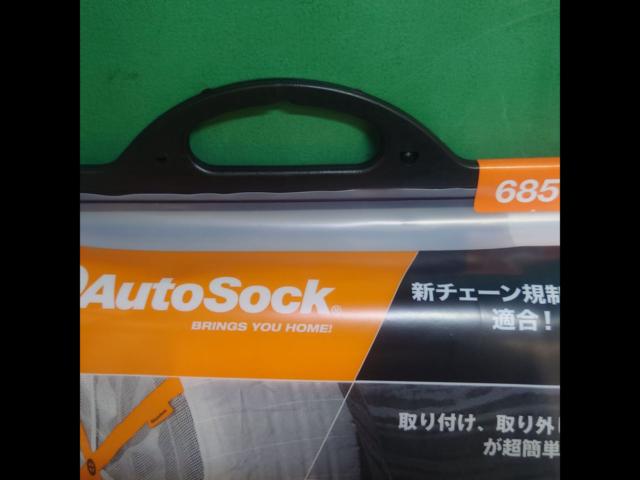 685
AutoSock®
BRINGS YOU HOME!
新チェーン規制
適合！
取り付け、取り外し
が超簡単